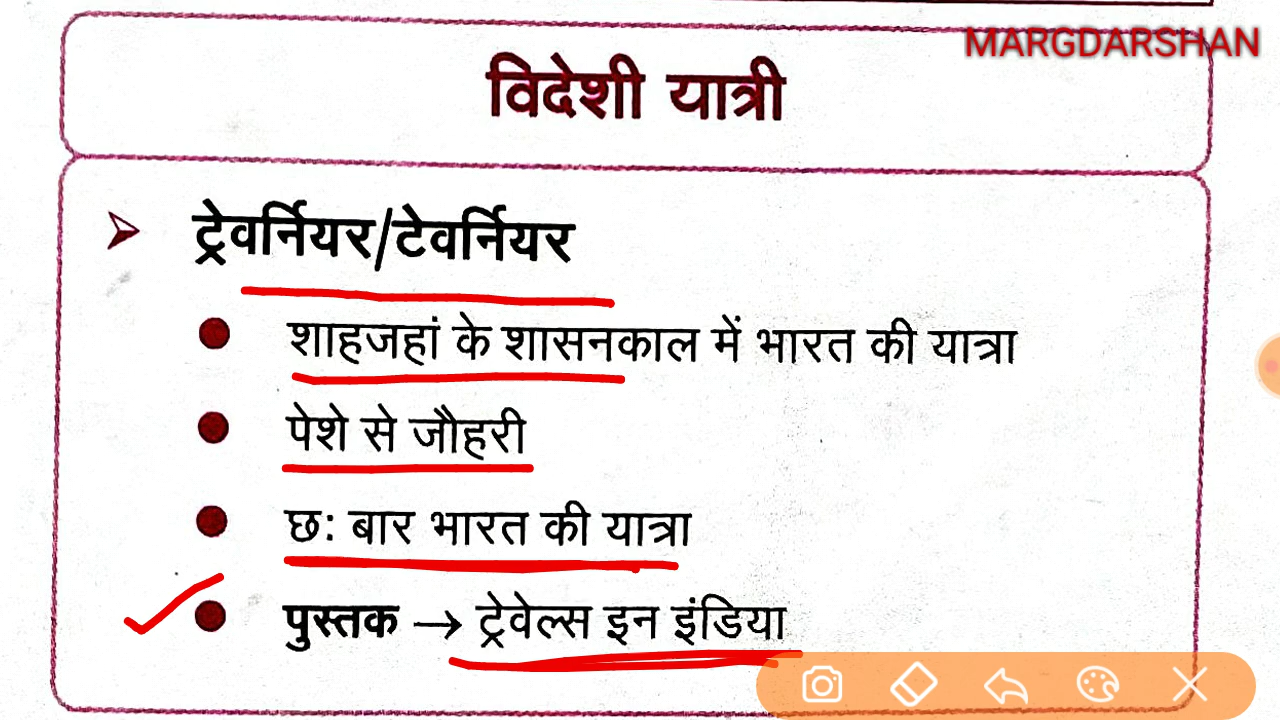 MARGDARSHAN
विदेशी यात्री
ट्रेवर्नियर/टेवर्नियर
शाहजहां के शासनकाल में भारत की यात्रा
पेशे से जौहरी
छः बार भारत की यात्रा
पुस्तक → ट्रेवेल्स इन इंडिया